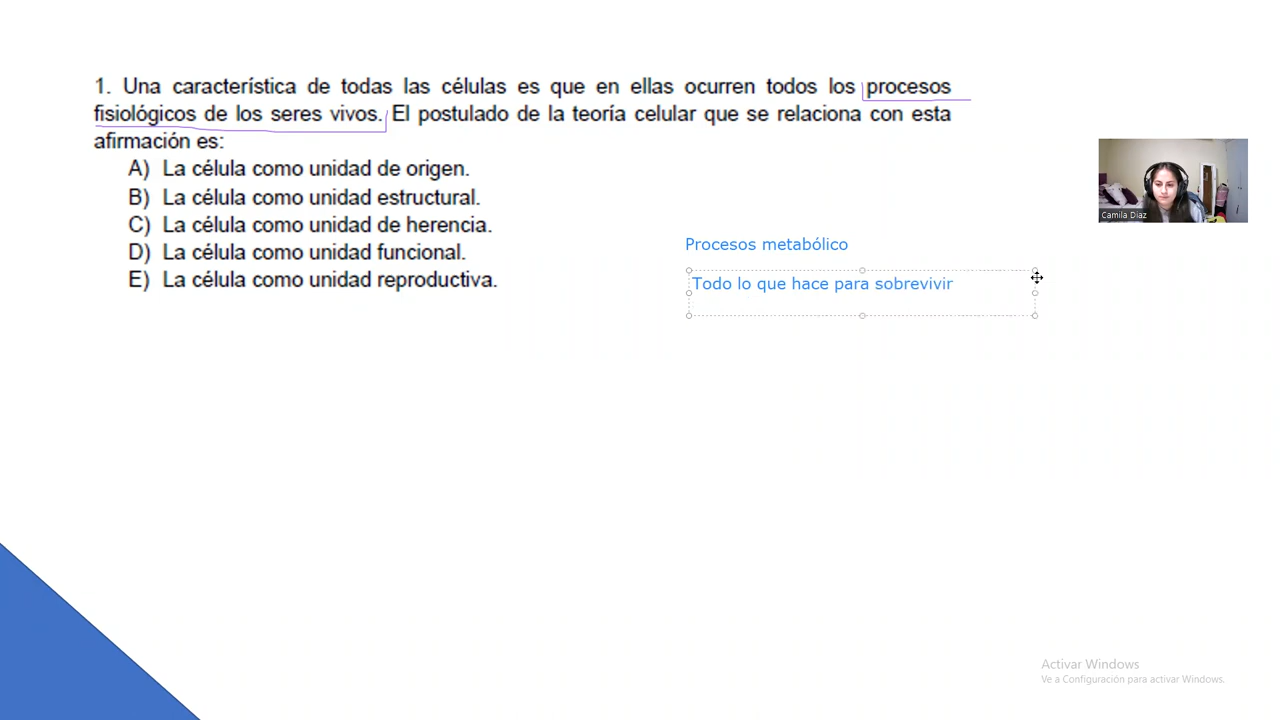 1. Una característica de todas las células es que en ellas ocurren todos los procesos
fisiológicos de los seres vivos. El postulado de la teoría celular que se relaciona con esta
afirmación es:
A) La célula como unidad de origen.
B) La célula como unidad estructural.
C) La célula como unidad de herencia.
D) La célula como unidad funcional.
E) La célula como unidad reproductiva.
Procesos metabólico
Todo lo que hace para sobrevivir
Camila Diaz
Activar Windows
Ve a Configuración para activar Windows.